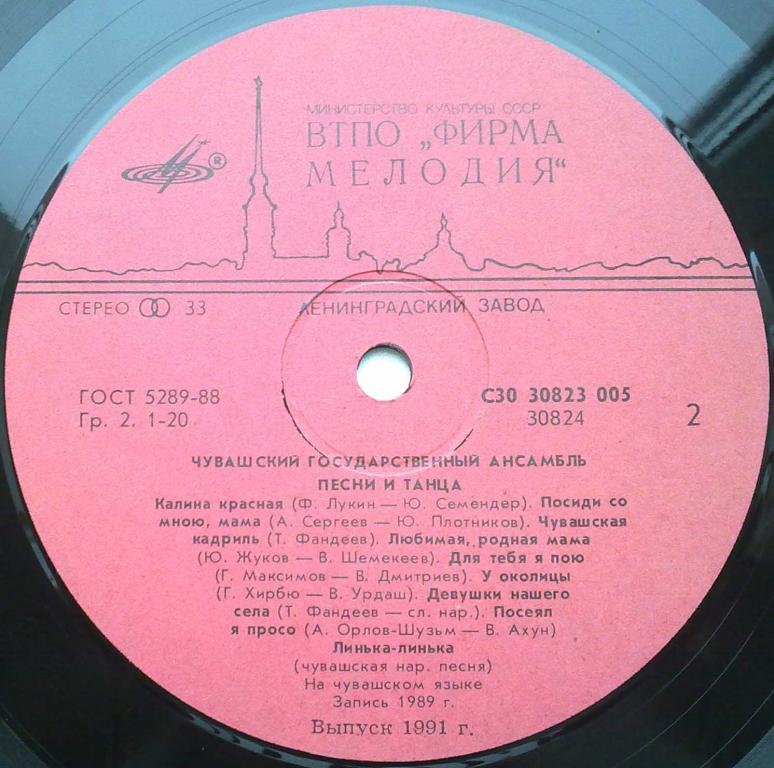 МИНИСТЕРСТВО КУЛЬТУРЫ СССР
ВТПО „ФИРМА
МЕЛОДИЯ“
®
СТЕРЕО 33
ЛЕНИНГРАДСКИЙ ЗАВОД
ГОСТ 5289-88
Гр. 2. 1-20
С30 30823 005
30824
2
ЧУВАШСКИЙ ГОСУДАРСТВЕННЫЙ АНСАМБЛЬ
ПЕСНИ И ТАНЦА
Калина красная (Ф. Лукин — Ю. Семендер). Посиди со
мною, мама (А. Сергеев — Ю. Плотников). Чувашская
кадриль (Т. Фандеев). Любимая, родная мама
(Ю. Жуков — В. Шемекеев). Для тебя я пою
(Г. Максимов — В. Дмитриев). У околицы
(Г. Хирбю — В. Урдаш). Девушки нашего
села (Т. Фандеев — сл. нар.). Посеял
я просо (А. Орлов-Шузьм — В. Ахун)
Линька-линька
(чувашская нар. песня)
На чувашском языке
Запись 1989 г.
Выпуск 1991 г.